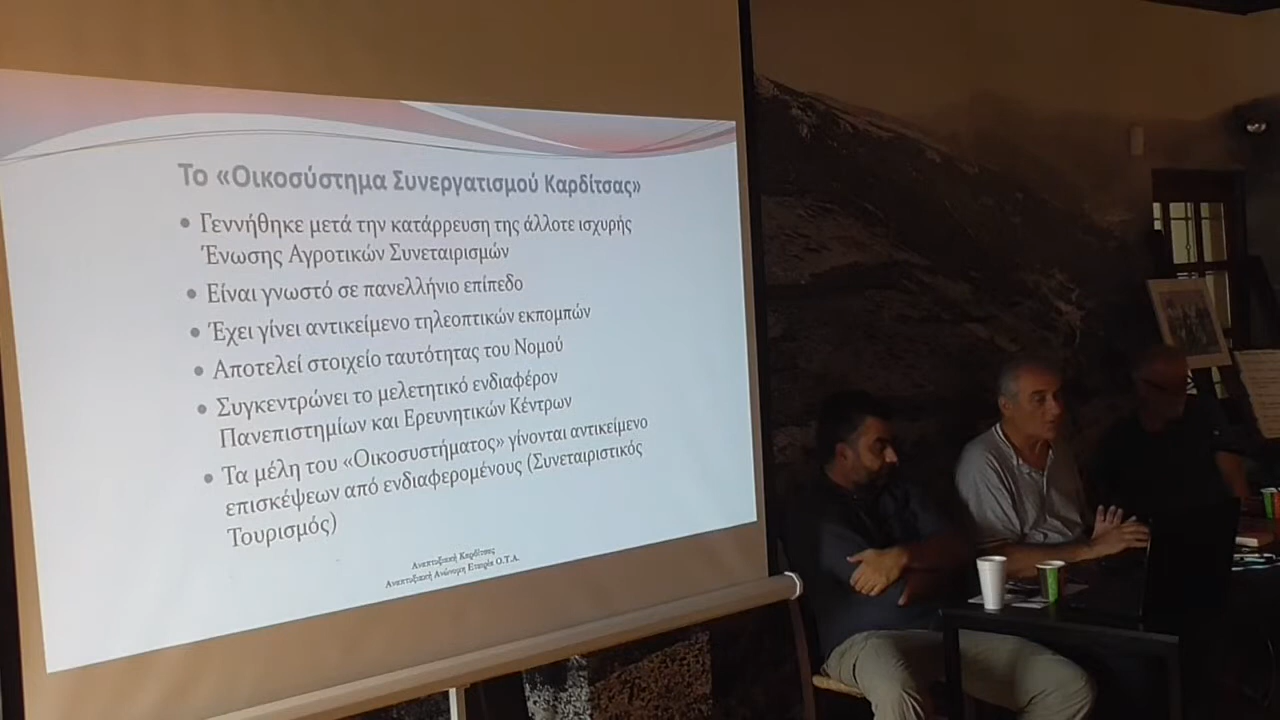 Το «Οικοσύστημα Συνεργατισμού Καρδίτσας»
• Γεννήθηκε μετά την κατάρρευση της άλλοτε ισχυρής
Ένωσης Αγροτικών Συνεταιρισμών
• Είναι γνωστό σε πανελλήνιο επίπεδο
• Έχει γίνει αντικείμενο τηλεοπτικών εκπομπών
• Αποτελεί στοιχείο ταυτότητας του Νομού
• Συγκεντρώνει το μελετητικό ενδιαφέρον
Πανεπιστημίων και Ερευνητικών Κέντρων
• Τα μέλη του «Οικοσυστήματος» γίνονται αντικείμενο
επισκέψεων από ενδιαφερομένους (Συνεταιριστικός
Τουρισμός)
Αναπτυξιακή Καρδίτσας
Αναπτυξιακή Ανώνυμη Εταιρία Ο.Τ.Α.